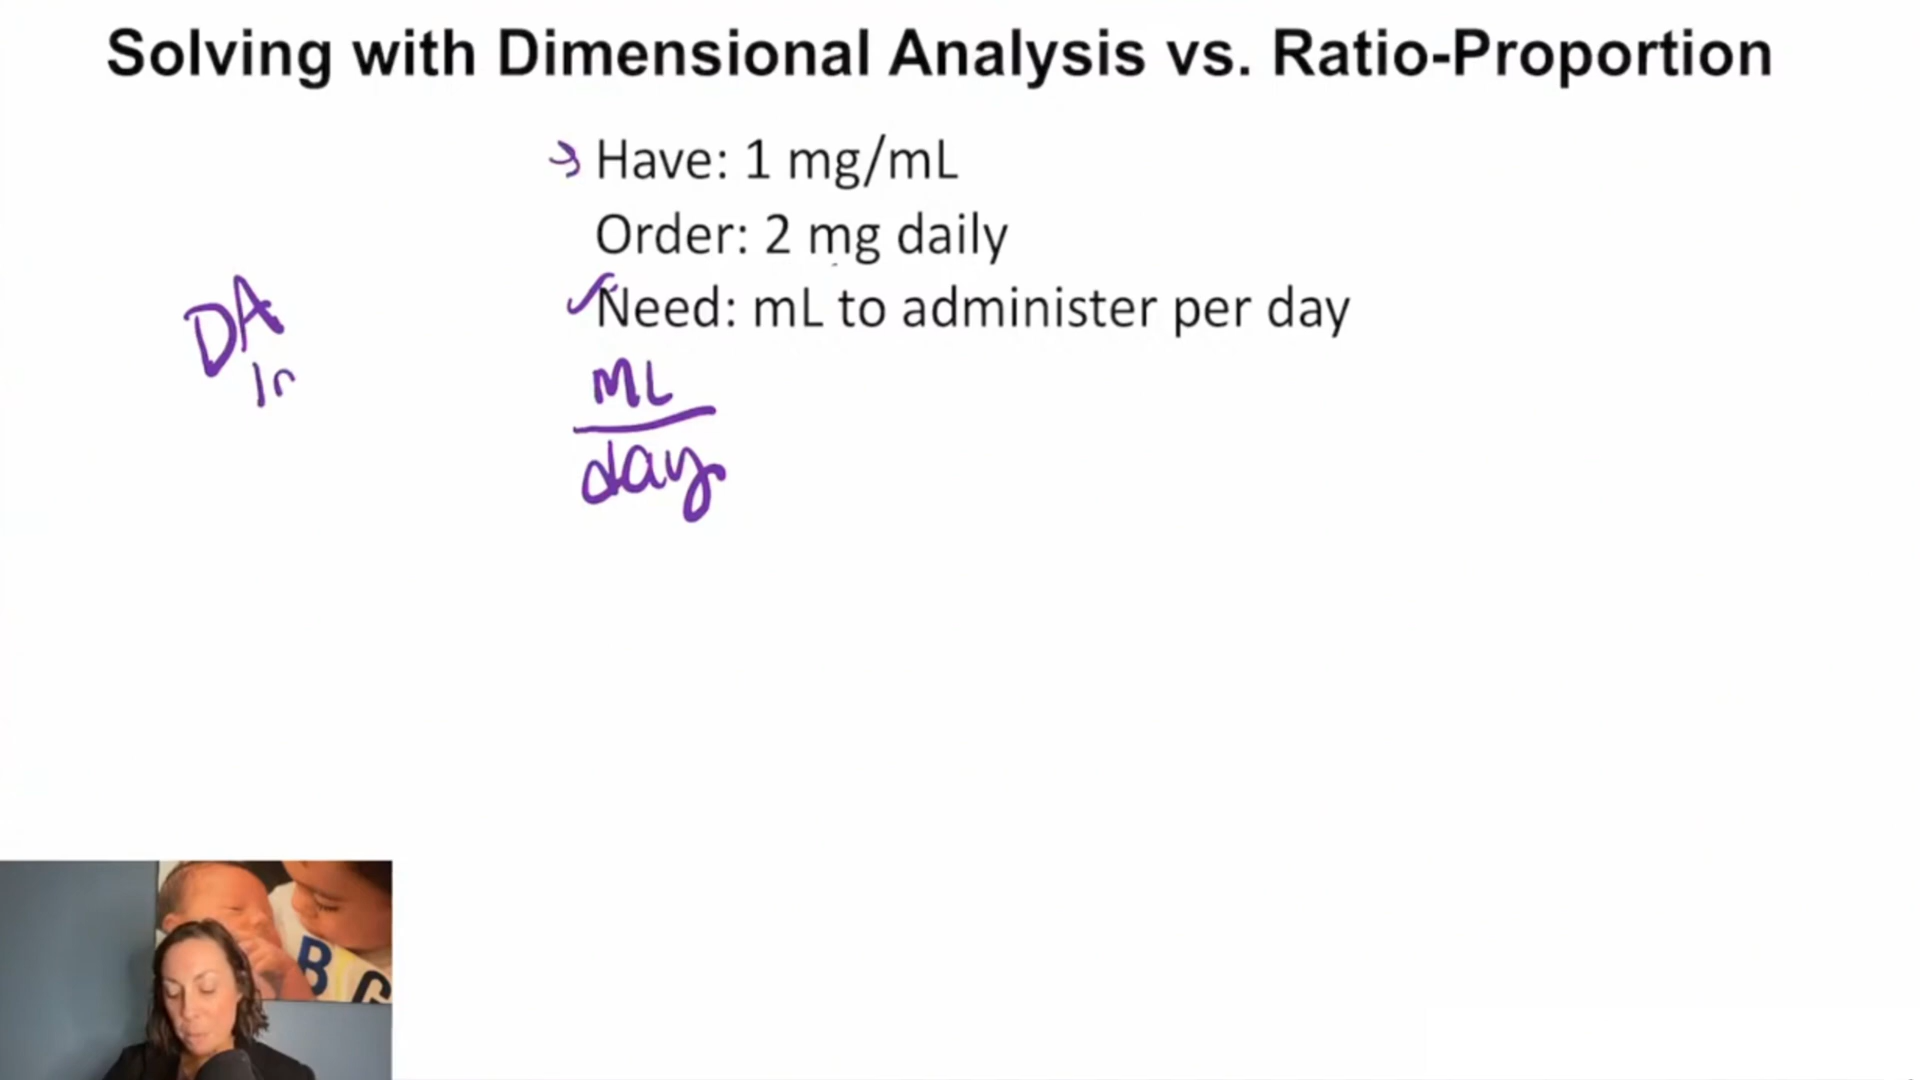 Solving with Dimensional Analysis vs. Ratio-Proportion
Have: 1 mg/mL
Order: 2 mg daily
Need: mL to administer per day
DA
mL
day
B